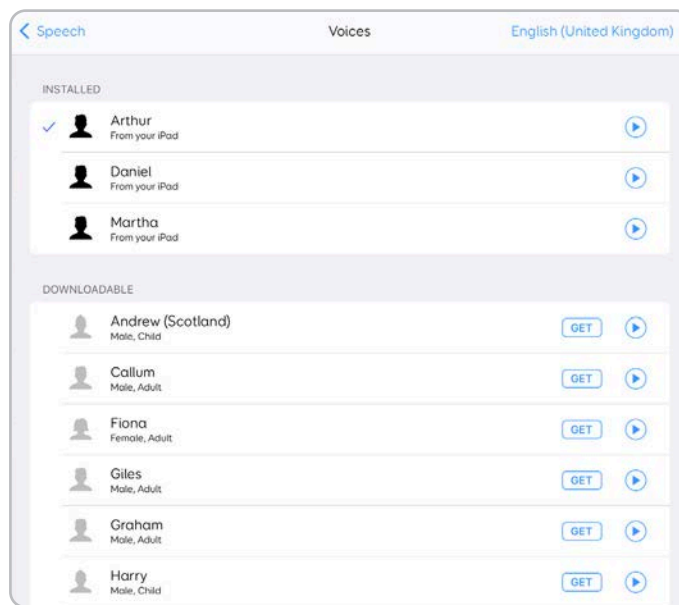 Speech
Voices
English (United Kingdom)
INSTALLED
Arthur
From your iPad
Daniel
From your iPad
Martha
From your iPad
DOWNLOADABLE
Andrew (Scotland)
Male, Child
GET
Callum
Male, Adult
GET
Fiona
Female, Adult
GET
Giles
Male, Adult
GET
Graham
Male, Adult
GET
Harry
Male, Child
GET